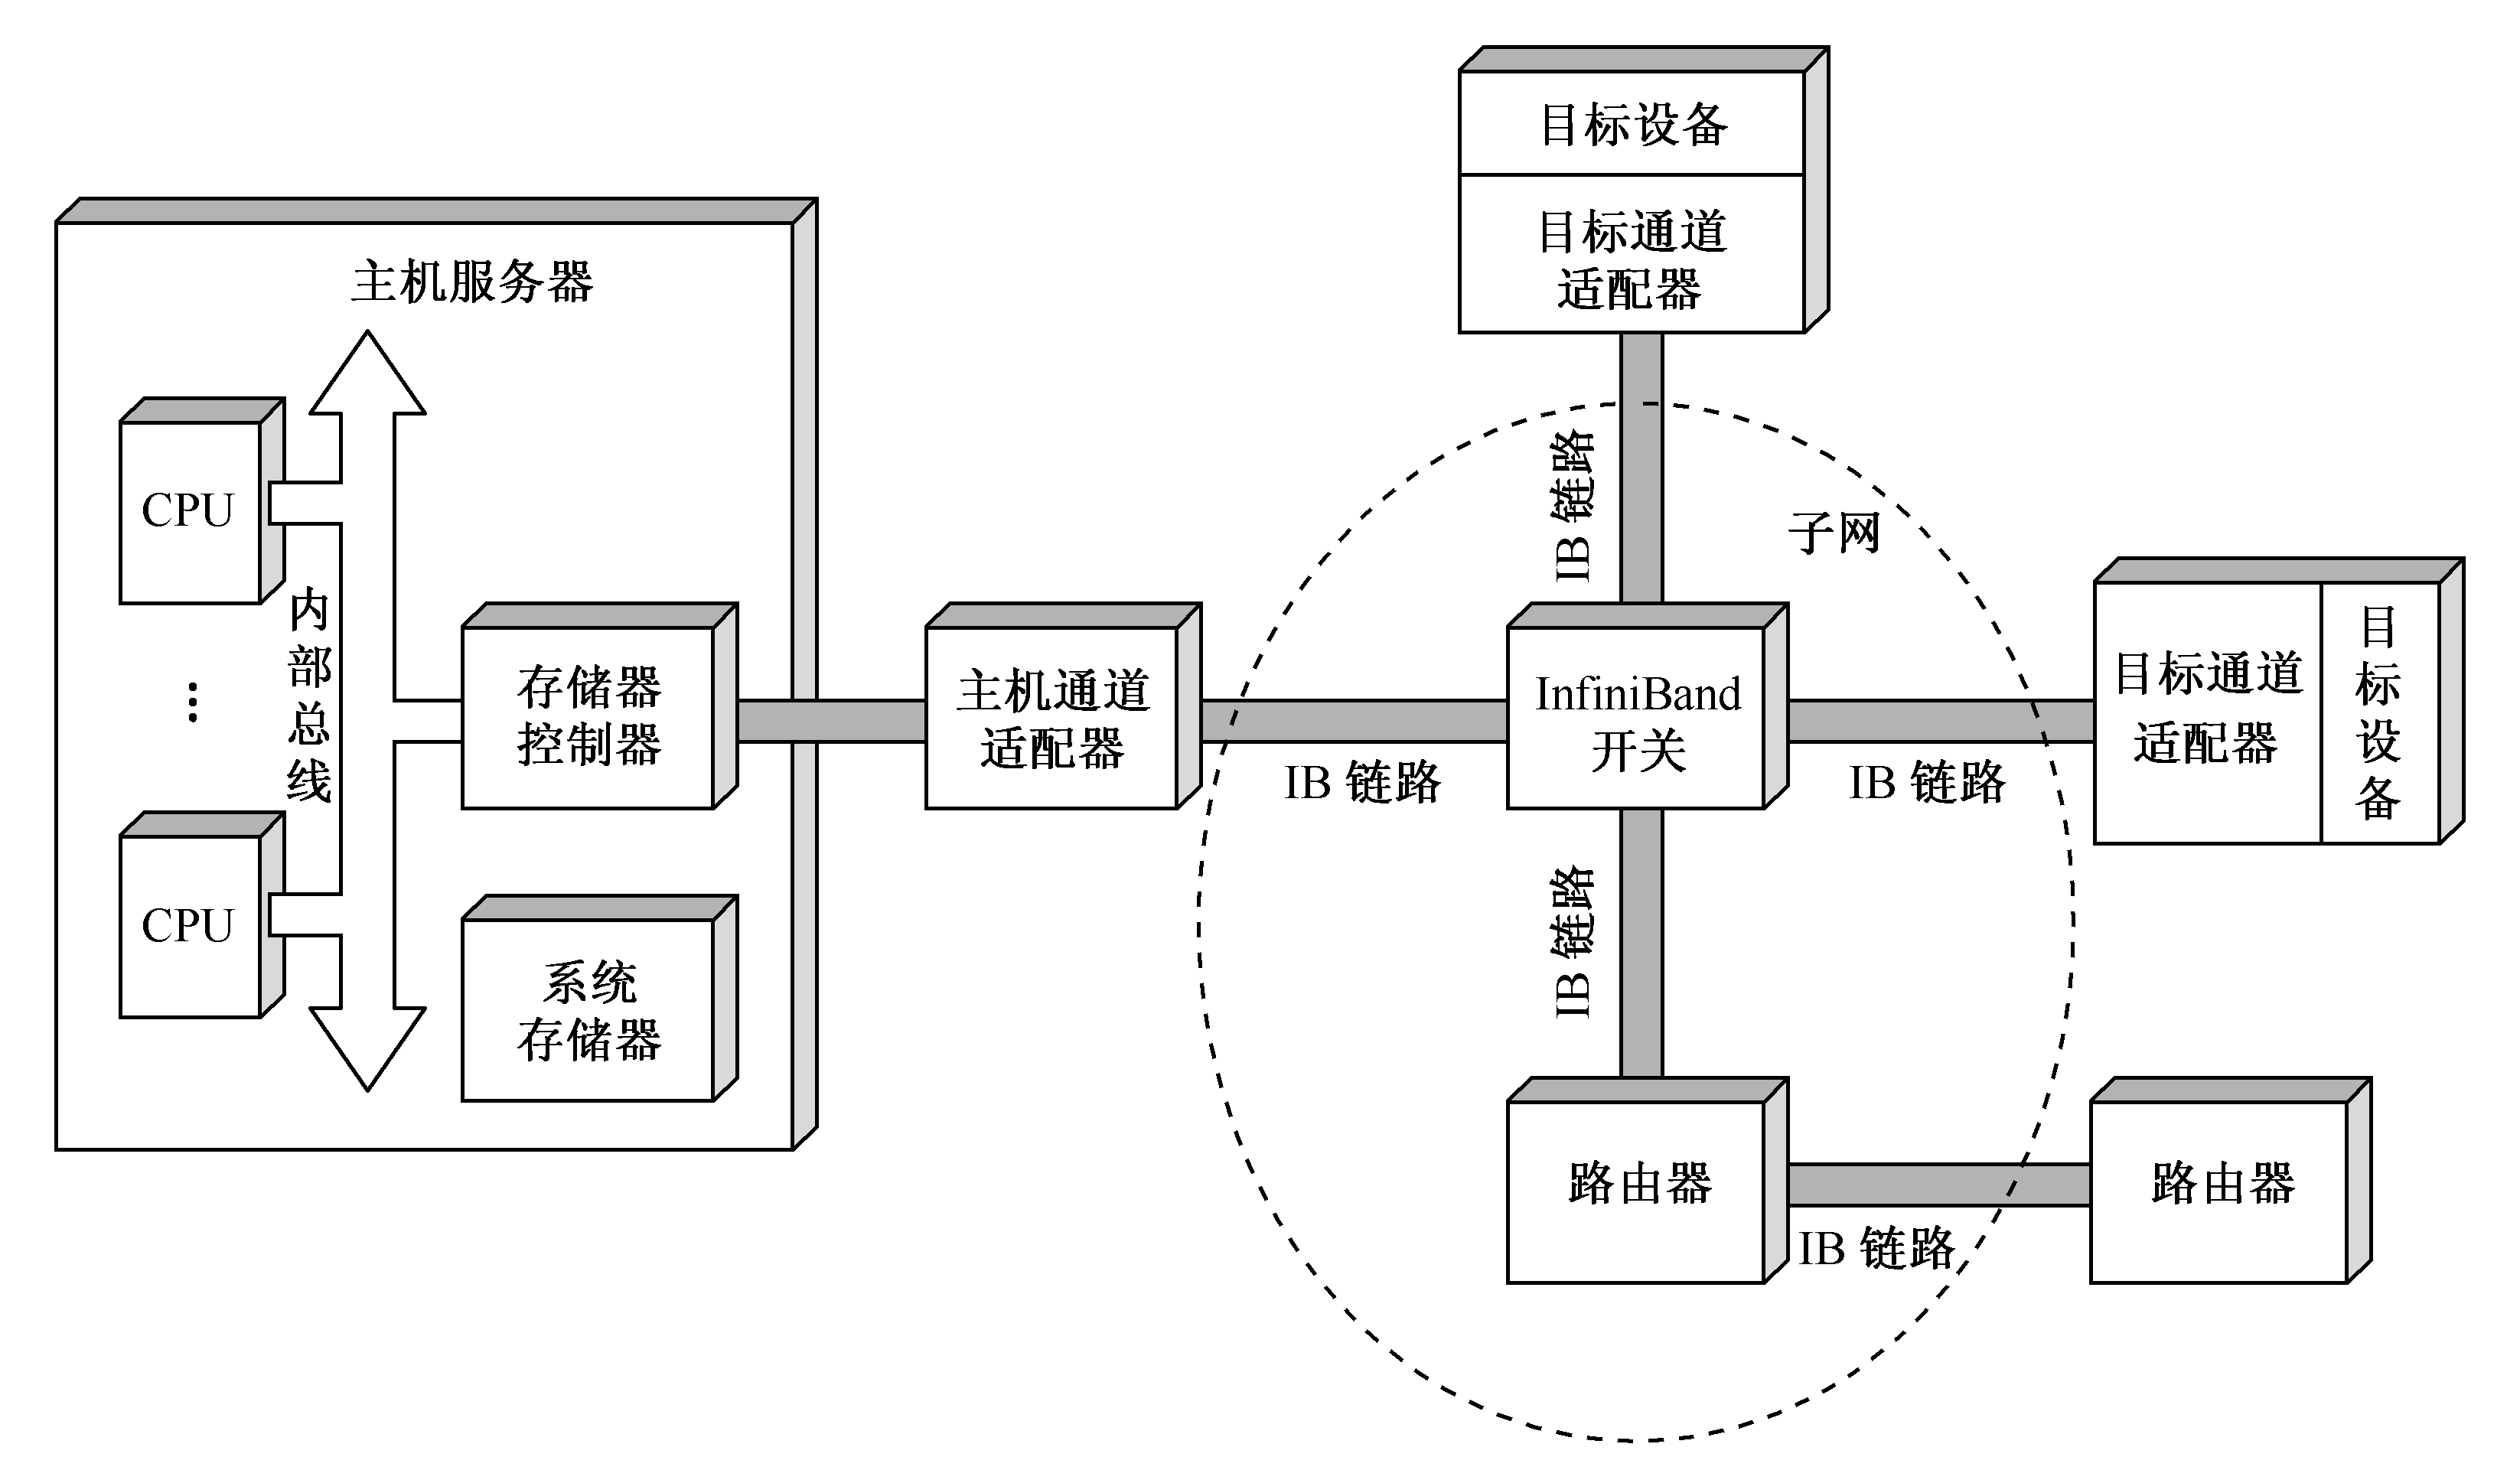 目标设备
目标通道
适配器
主机服务器
CPU
⋮
CPU
内部总线
存储器
控制器
系统
存储器
主机通道
适配器
IB 链路
IB 链路
子网
InfiniBand
开关
IB 链路
目标通道
适配器
目标设备
IB 链路
路由器
IB 链路
路由器